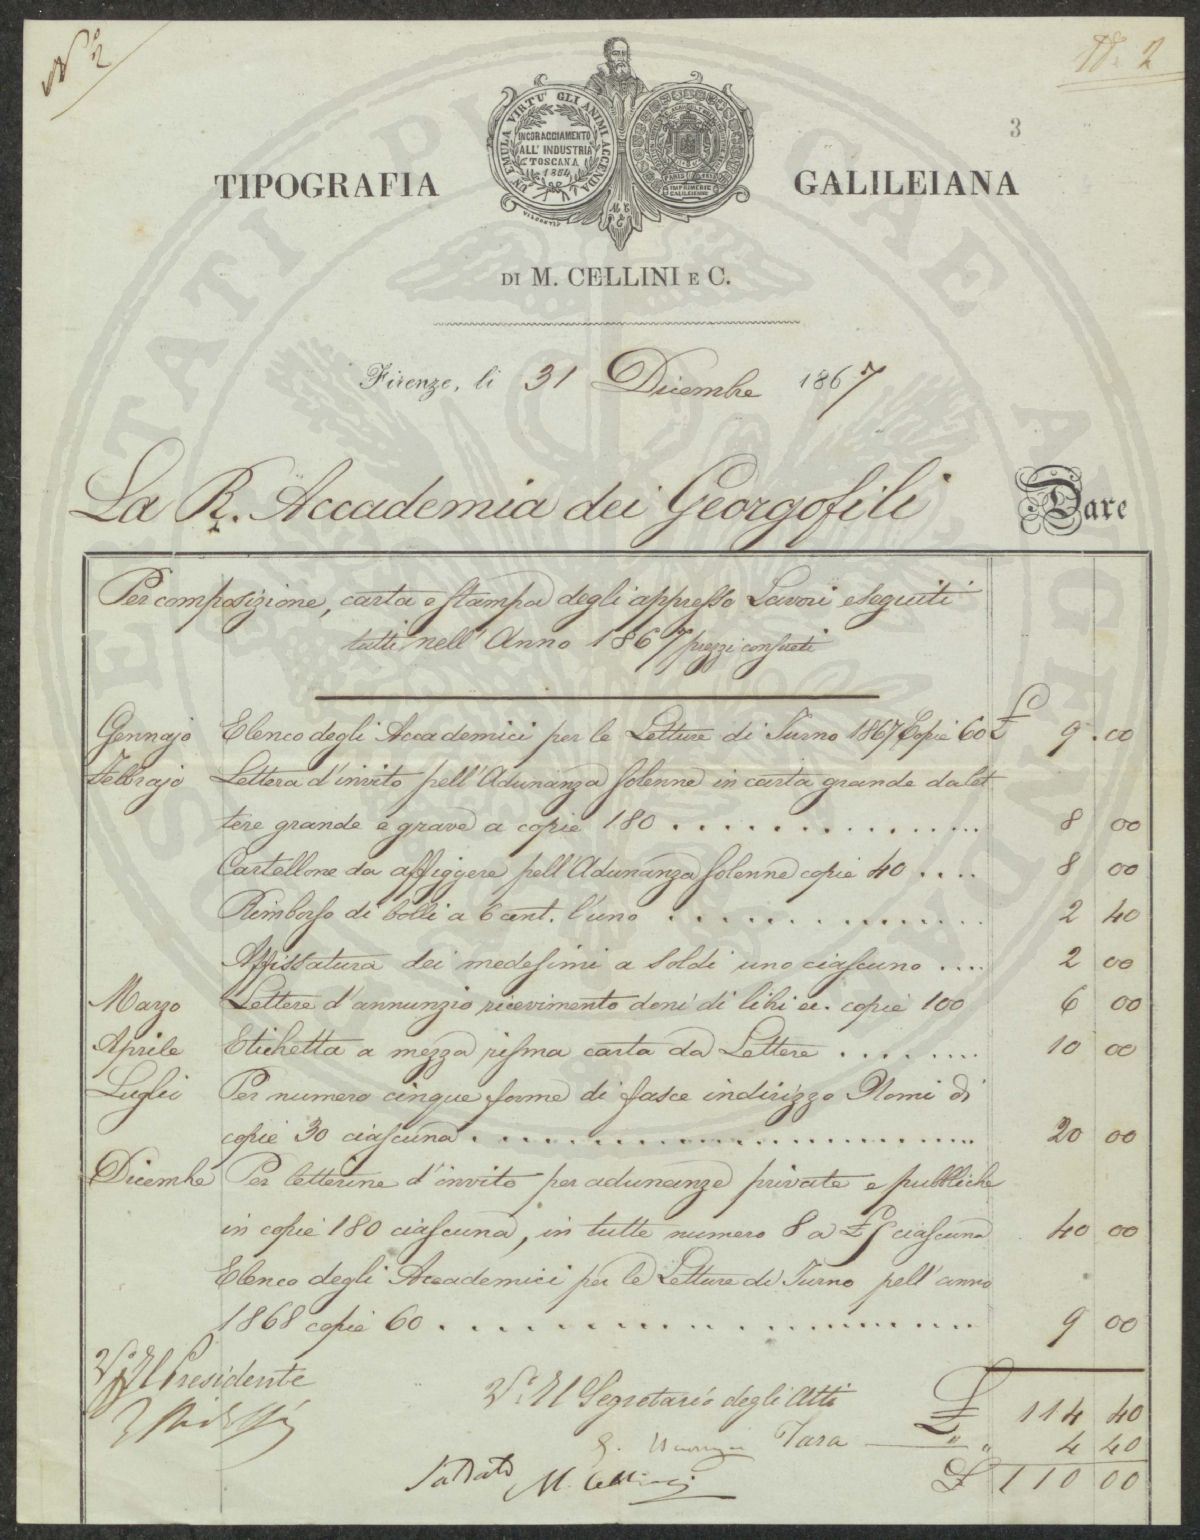 N° 2
N. 2
3
UN EMULA VIRTU' GLI ANIMI ACCENDA
INCORAGGIAMENTO
ALL' INDUSTRIA
TOSCANA
1854
IMPRIMERIE
GALILEIENNE
TIPOGRAFIA GALILEIANA
DI M. CELLINI E C.
Firenze, li 31 Dicembre 1867
La R. Accademia dei Georgofili Dare
Per composizione, carta e stampa degli appresso Lavori eseguiti
tutti nell' Anno 1867 prezzi consueti
Gennajo Elenco degli Accademici per le Letture di Turno 1867 Copie 60 £ 9.00
Febbrajo Lettera d'invito pell'Adunanza solenne in carta grande da let
tere grande e grave a copie 180 . . . . . . . . . . . . . . . . 8 00
Cartellone da affiggere pell'Adunanza solenne copie 40 . . . . 8 00
Rimborso di bolli a 6 cent. l'uno . . . . . . . . . . . . . . . 2 40
Affissatura dei medesimi a soldi uno ciascuno . . . . 2 00
Marzo Lettere d'annunzio ricevimento doni di libri ec. copie 100 6 00
Aprile Etichetta a mezza risma carta da Lettere . . . . . . . . 10 00
Luglei Per numero cinque forme di fasce indirizzo Nomi di
copie 30 ciascuna . . . . . . . . . . . . . . . . . . . . . . . . 20 00
Dicembre Per letterine d'invito per adunanze private e pubbliche
in copie 180 ciascuna, in tutte numero 8 a £ 5 ciascuna 40 00
Elenco degli Accademici per le Letture di Turno pell'anno
1868 copie 60 . . . . . . . . . . . . . . . . . . . . . . . . . 9 00
V° Il Presidente
V° Il Segretario degli Atti £ 114 40
Tara " " 4 40
£ 110 00
Saldato M. Cellini